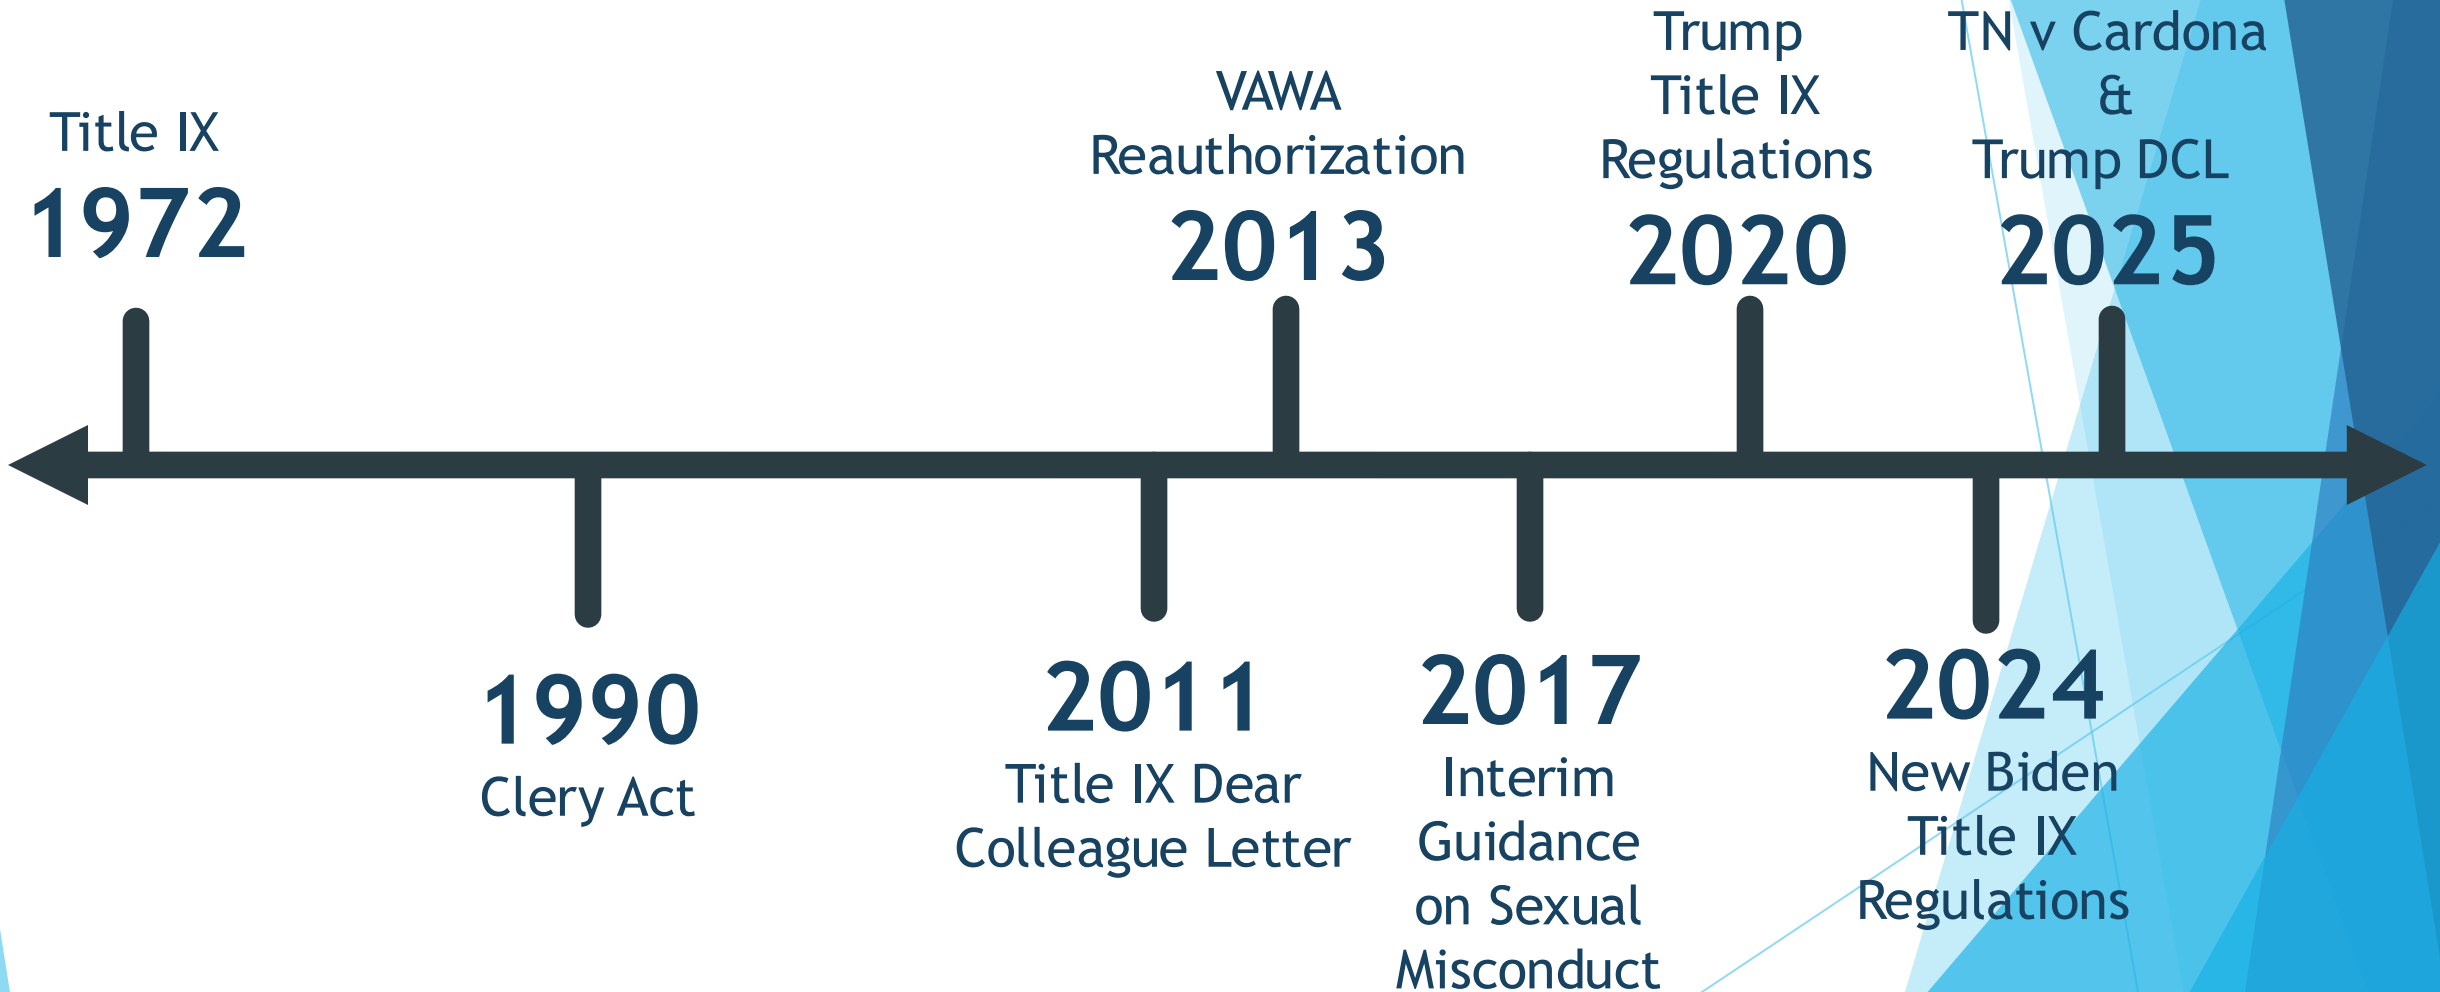 Title IX
1972
1990
Clery Act
2011
Title IX Dear
Colleague Letter
VAWA
Reauthorization
2013
2017
Interim
Guidance
on Sexual
Misconduct
Trump
Title IX
Regulations
2020
2024
New Biden
Title IX
Regulations
TN v Cardona
&
Trump DCL
2025